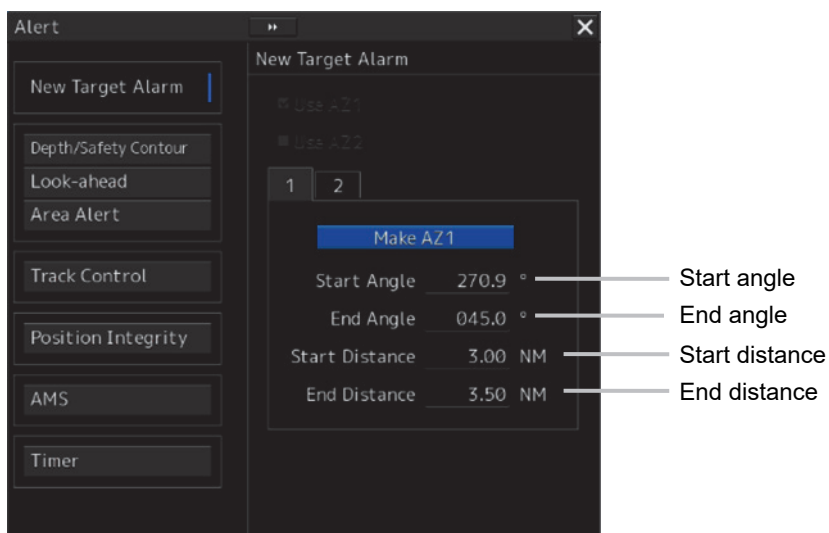 Alert
New Target Alarm
Depth/Safety Contour
Look-ahead
Area Alert
Track Control
Position Integrity
AMS
Timer
New Target Alarm
Use AZ1
Use AZ2
1 2
Make AZ1
Start Angle 270.9 ° Start angle
End Angle 045.0 ° End angle
Start Distance 3.00 NM Start distance
End Distance 3.50 NM End distance